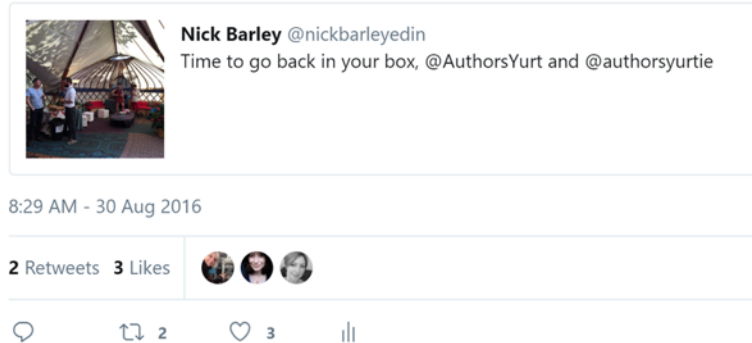 Nick Barley @nickbarleyedin
Time to go back in your box, @AuthorsYurt and @authorsyurtie
8:29 AM - 30 Aug 2016
2 Retweets 3 Likes
2 3